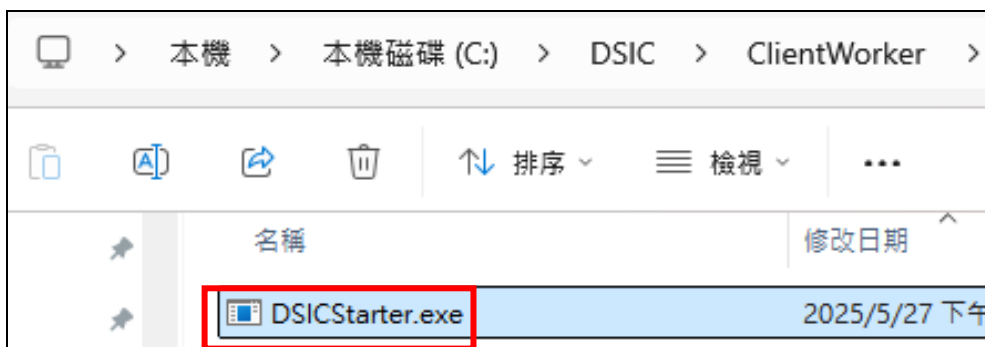 本機 > 本機磁碟 (C:) > DSIC > ClientWorker >
排序 檢視
名稱 修改日期
DSICStarter.exe 2025/5/27 下午